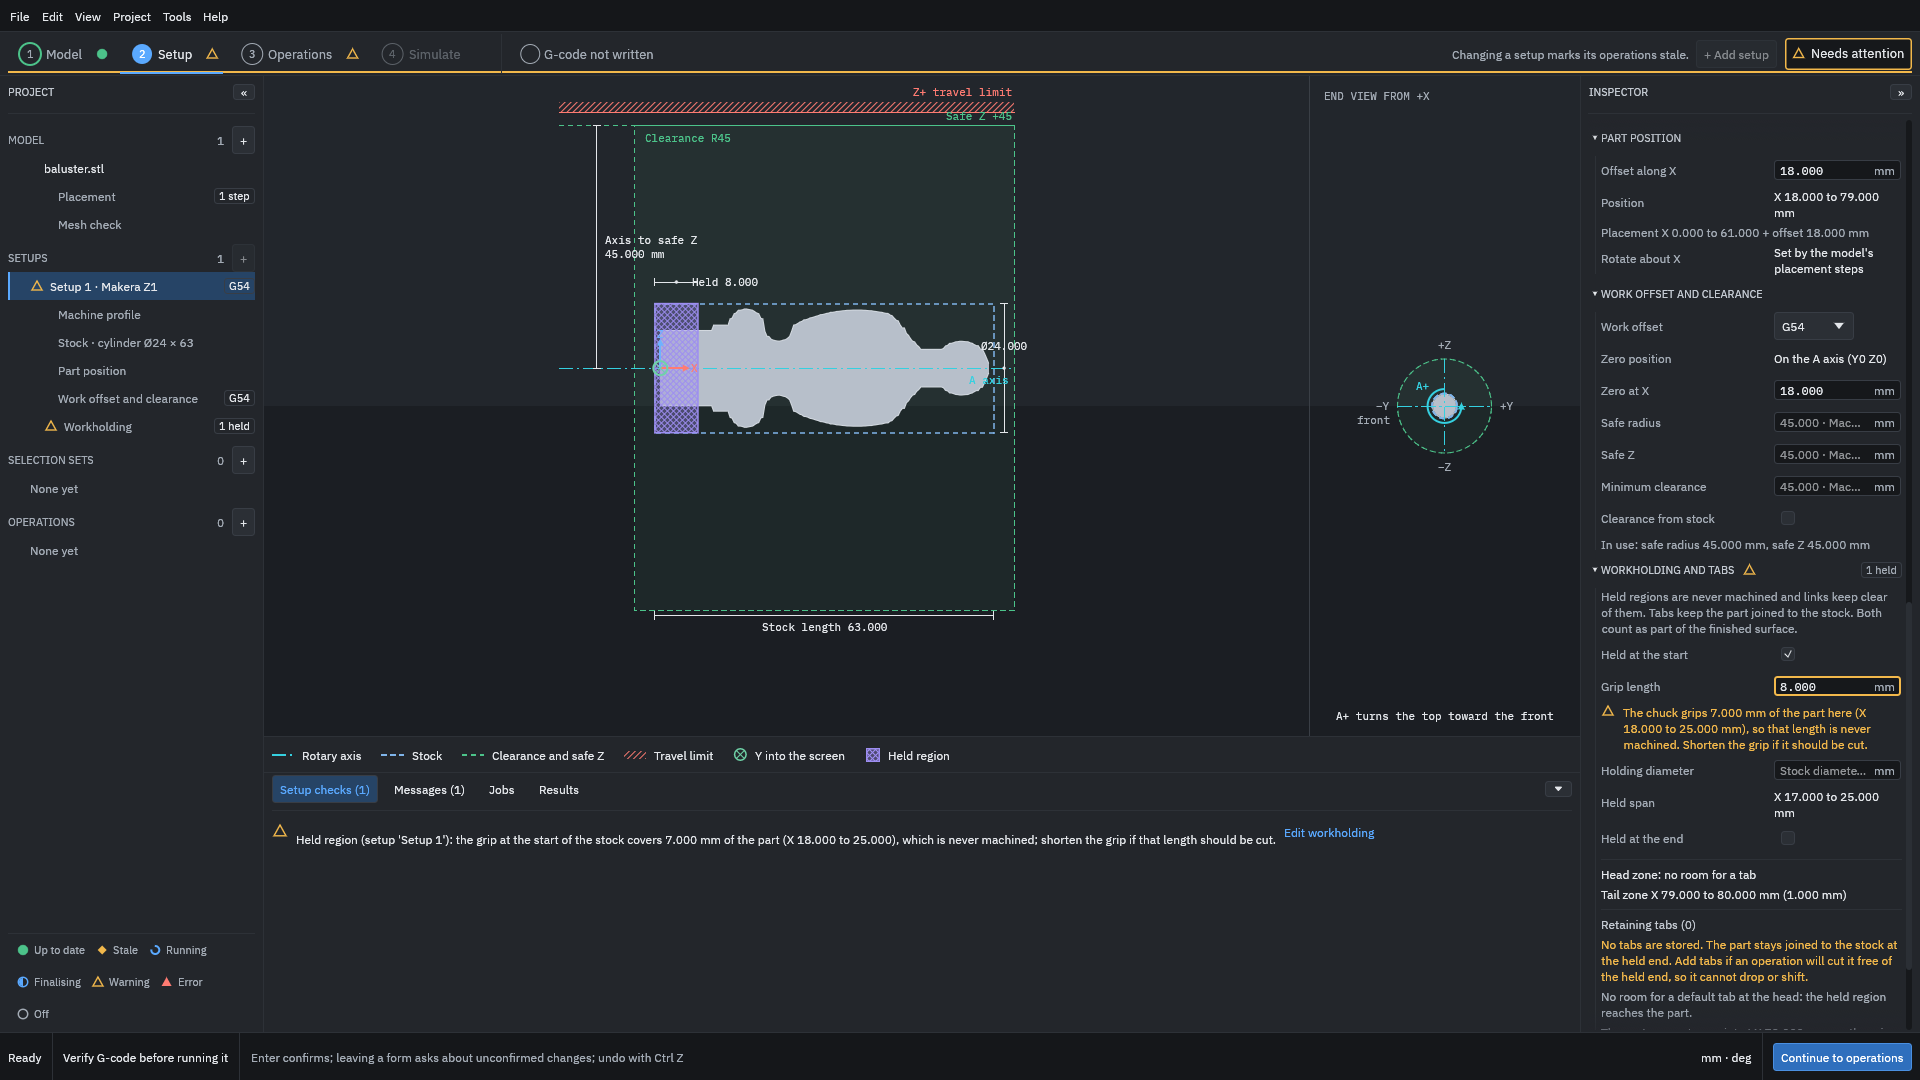 File Edit View Project Tools Help
1 Model 2 Setup 3 Operations 4 Simulate G-code not written Changing a setup marks its operations stale. + Add setup Needs attention
PROJECT «
MODEL 1 +
baluster.stl
Placement 1 step
Mesh check
SETUPS 1 +
Setup 1 · Makera Z1 G54
Machine profile
Stock · cylinder Ø24 × 63
Part position
Work offset and clearance G54
Workholding 1 held
SELECTION SETS 0 +
None yet
OPERATIONS 0 +
None yet
Up to date Stale Running
Finalising Warning Error
Off
Z+ travel limit
Safe Z +45
Clearance R45
Axis to safe Z
45.000 mm
Held 8.000
Ø24.000
A axis
Stock length 63.000
END VIEW FROM +X
+Z
A+
−Y +Y
front
−Z
A+ turns the top toward the front
Rotary axis Stock Clearance and safe Z Travel limit Y into the screen Held region
Setup checks (1) Messages (1) Jobs Results
Held region (setup 'Setup 1'): the grip at the start of the stock covers 7.000 mm of the part (X 18.000 to 25.000), which is never machined; shorten the grip if that length should be cut. Edit workholding
INSPECTOR »
PART POSITION
Offset along X 18.000 mm
Position X 18.000 to 79.000
mm
Placement X 0.000 to 61.000 + offset 18.000 mm
Rotate about X Set by the model's
placement steps
WORK OFFSET AND CLEARANCE
Work offset G54
Zero position On the A axis (Y0 Z0)
Zero at X 18.000 mm
Safe radius 45.000 · Mac... mm
Safe Z 45.000 · Mac... mm
Minimum clearance 45.000 · Mac... mm
Clearance from stock
In use: safe radius 45.000 mm, safe Z 45.000 mm
WORKHOLDING AND TABS 1 held
Held regions are never machined and links keep clear
of them. Tabs keep the part joined to the stock. Both
count as part of the finished surface.
Held at the start
Grip length 8.000 mm
The chuck grips 7.000 mm of the part here (X
18.000 to 25.000 mm), so that length is never
machined. Shorten the grip if it should be cut.
Holding diameter Stock diamete... mm
Held span X 17.000 to 25.000
mm
Held at the end
Head zone: no room for a tab
Tail zone X 79.000 to 80.000 mm (1.000 mm)
Retaining tabs (0)
No tabs are stored. The part stays joined to the stock at
the held end. Add tabs if an operation will cut it free of
the held end, so it cannot drop or shift.
No room for a default tab at the head: the held region
reaches the part.
Ready Verify G-code before running it Enter confirms; leaving a form asks about unconfirmed changes; undo with Ctrl Z mm · deg Continue to operations